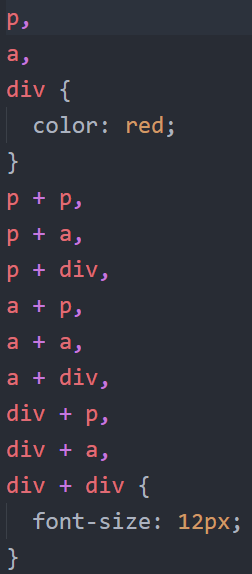 p,
a,
div {
  color: red;
}
p + p,
p + a,
p + div,
a + p,
a + a,
a + div,
div + p,
div + a,
div + div {
  font-size: 12px;
}